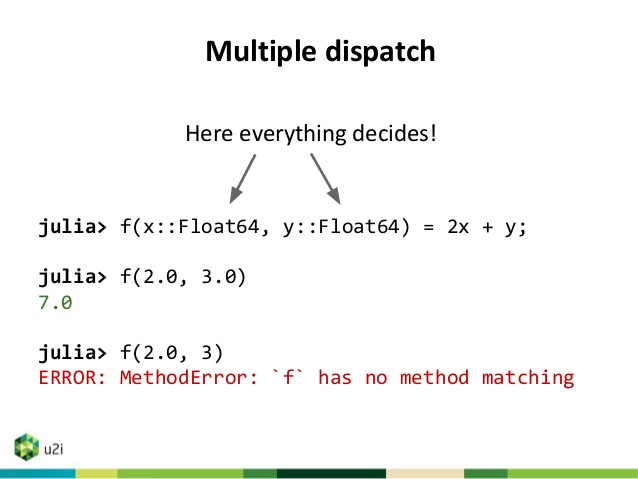 Multiple dispatch
Here everything decides!
julia> f(x::Float64, y::Float64) = 2x + y;
julia> f(2.0, 3.0)
7.0
julia> f(2.0, 3)
ERROR: MethodError: `f` has no method matching
u2i